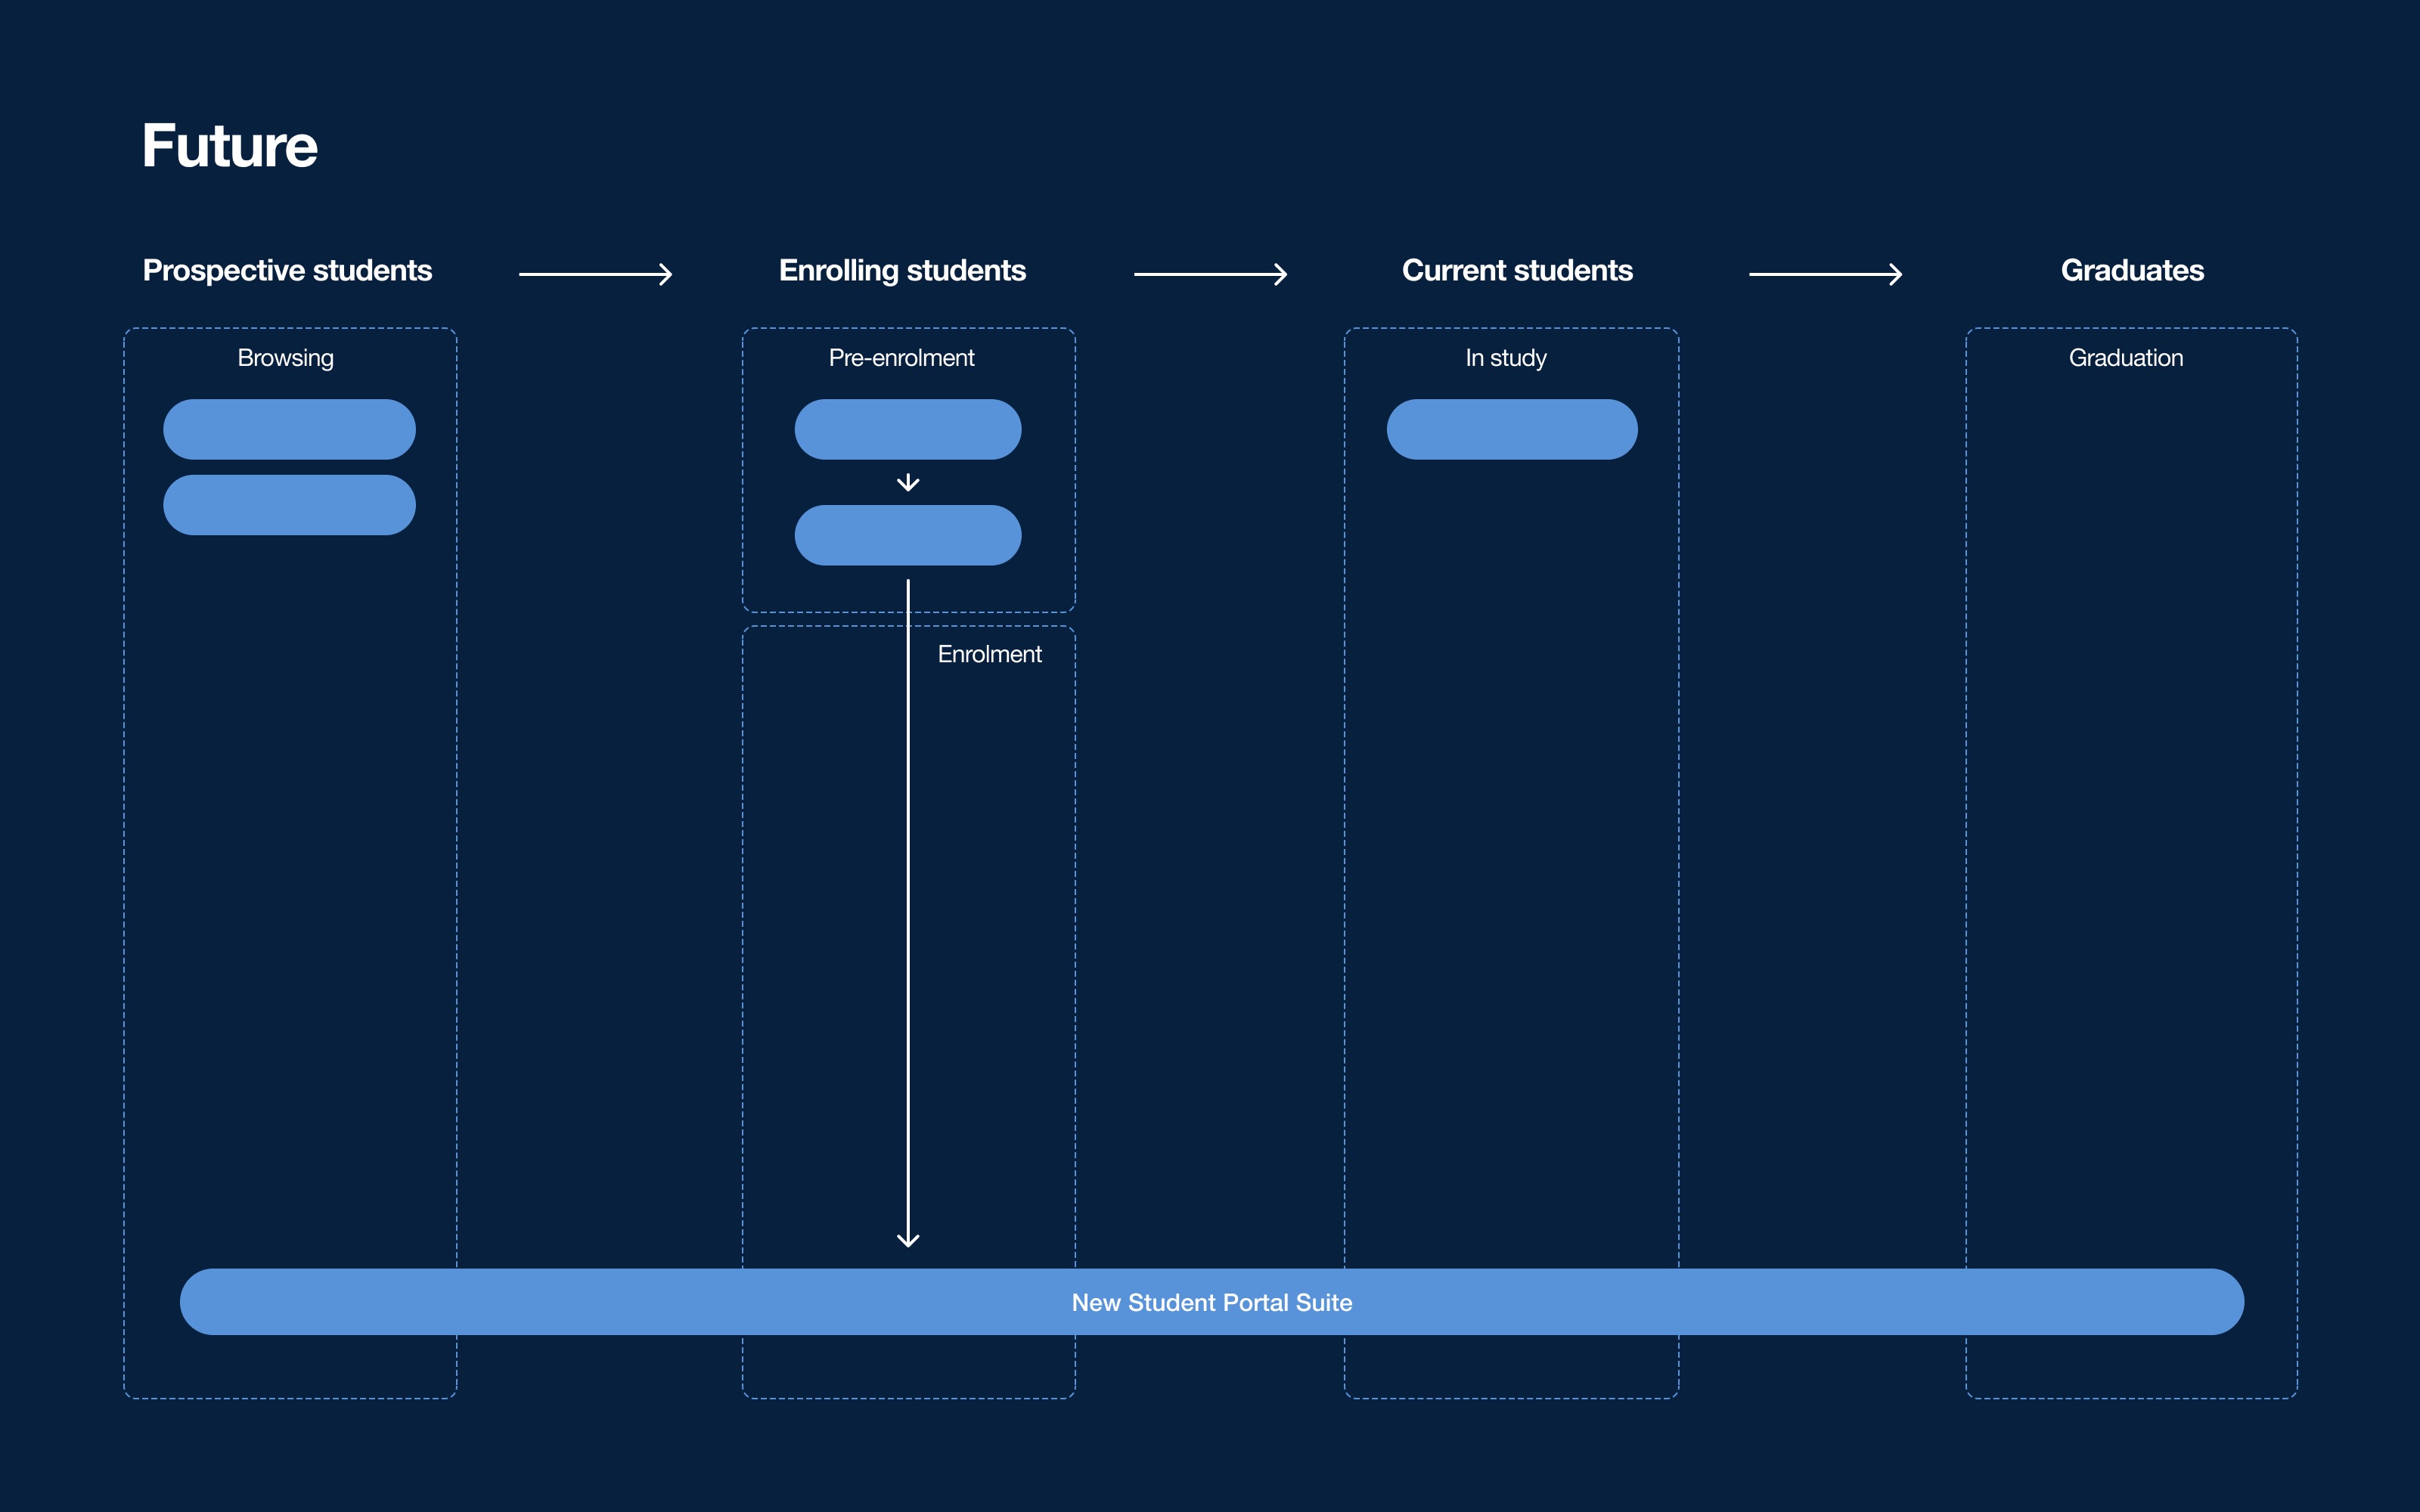 Future
Prospective students
Enrolling students
Current students
Graduates
Browsing
Pre-enrolment
In study
Graduation
Enrolment
New Student Portal Suite